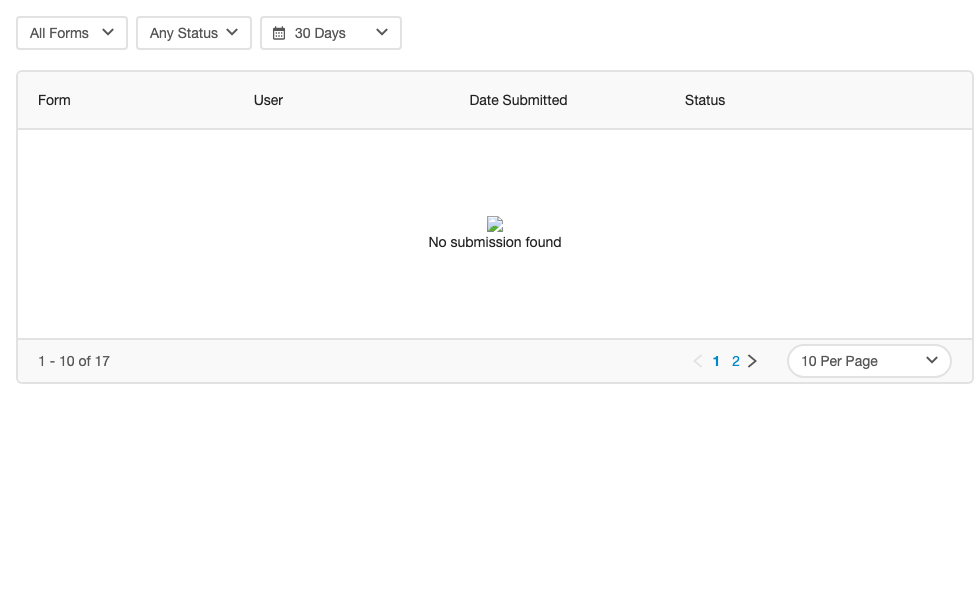 All Forms Any Status 30 Days
Form User Date Submitted Status
No submission found
1 - 10 of 17 1 2 10 Per Page